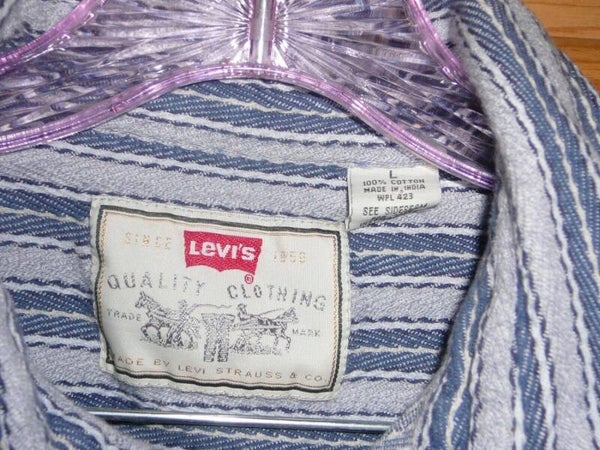 SINCE LEVI'S 1850
®
QUALITY CLOTHING
TRADE MARK
MADE BY LEVI STRAUSS & CO.
L
100% COTTON
MADE IN INDIA
WPL 423
SEE